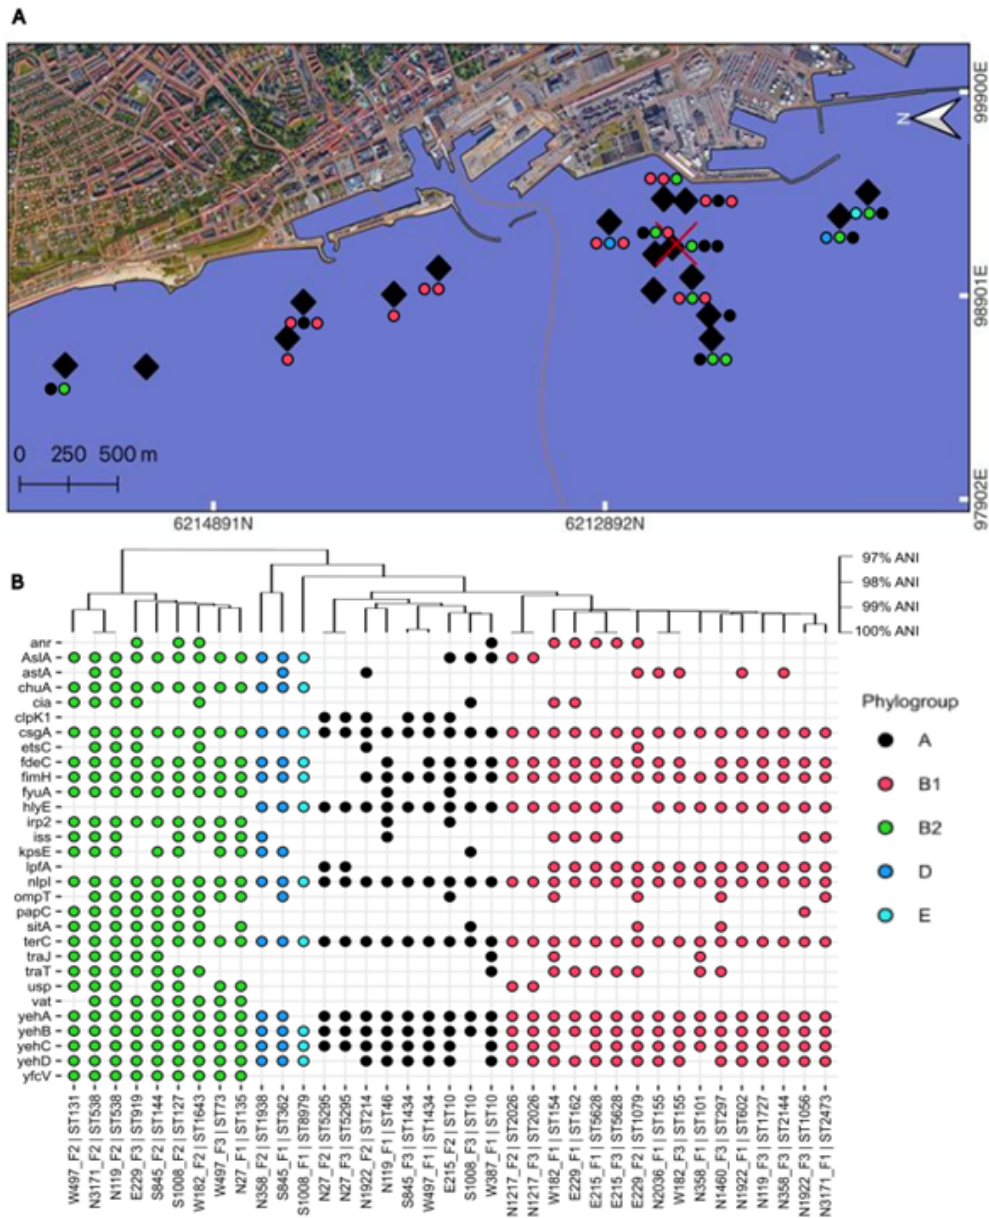 A
N
99900E
98901E
97902E
0 250 500 m
6214891N
6212892N
B
97% ANI
98% ANI
99% ANI
100% ANI
anr
AslA
astA
chuA
cia
clpK1
csgA
etsC
fdeC
fimH
fyuA
hlyE
irp2
iss
kpsE
lpfA
nlpI
ompT
papC
sitA
terC
traJ
traT
usp
vat
yehA
yehB
yehC
yehD
yfcV
Phylogroup
A
B1
B2
D
E
W497_F2 | ST131
N3171_F2 | ST538
N119_F2 | ST538
E229_F3 | ST919
S845_F2 | ST144
S1008_F2 | ST127
W182_F2 | ST1643
W497_F3 | ST73
N27_F1 | ST135
N358_F2 | ST1938
S845_F1 | ST362
S1008_F1 | ST8979
N27_F2 | ST5295
N27_F3 | ST5295
N1922_F2 | ST214
N119_F1 | ST46
S845_F3 | ST1434
W497_F1 | ST1434
E215_F2 | ST10
S1008_F3 | ST10
W387_F1 | ST10
N1217_F2 | ST2026
N1217_F3 | ST2026
W182_F1 | ST154
E229_F1 | ST162
E215_F1 | ST5628
E215_F3 | ST5628
E229_F2 | ST1079
N2036_F1 | ST155
W182_F3 | ST155
N358_F1 | ST101
N1460_F3 | ST297
N1922_F1 | ST602
N119_F3 | ST1727
N358_F3 | ST2144
N1922_F3 | ST1056
N3171_F1 | ST2473